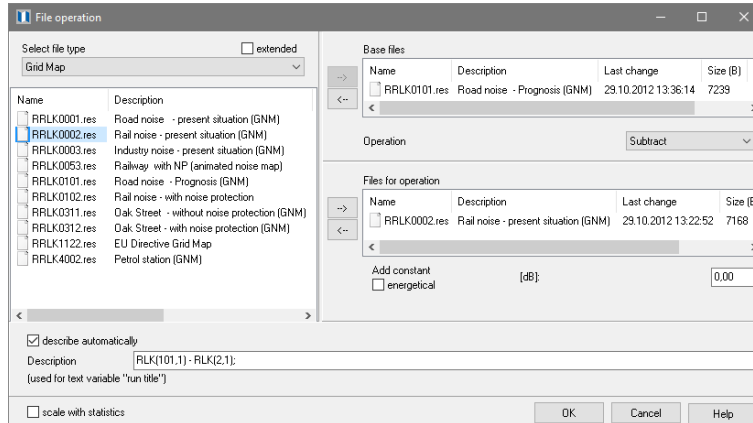 File operation
Select file type
extended
Grid Map
Name Description
RRLK0001.res Road noise - present situation (GNM)
RRLK0002.res Rail noise - present situation (GNM)
RRLK0003.res Industry noise - present situation (GNM)
RRLK0053.res Railway with NP (animated noise map)
RRLK0101.res Road noise - Prognosis (GNM)
RRLK0102.res Rail noise - with noise protection
RRLK0311.res Oak Street - without noise protection (GNM)
RRLK0312.res Oak Street - with noise protection (GNM)
RRLK1122.res EU Directive Grid Map
RRLK4002.res Petrol station (GNM)
-->
<--
Base files
Name Description Last change Size (B)
RRLK0101.res Road noise - Prognosis (GNM) 29.10.2012 13:36:14 7239
Operation Subtract
Files for operation
-->
<--
Name Description Last change Size (B
RRLK0002.res Rail noise - present situation (GNM) 29.10.2012 13:22:52 7168
Add constant
energetical
[dB]: 0,00
describe automatically
Description RLK(101,1) - RLK(2,1);
(used for text variable "run title")
scale with statistics
OK Cancel Help